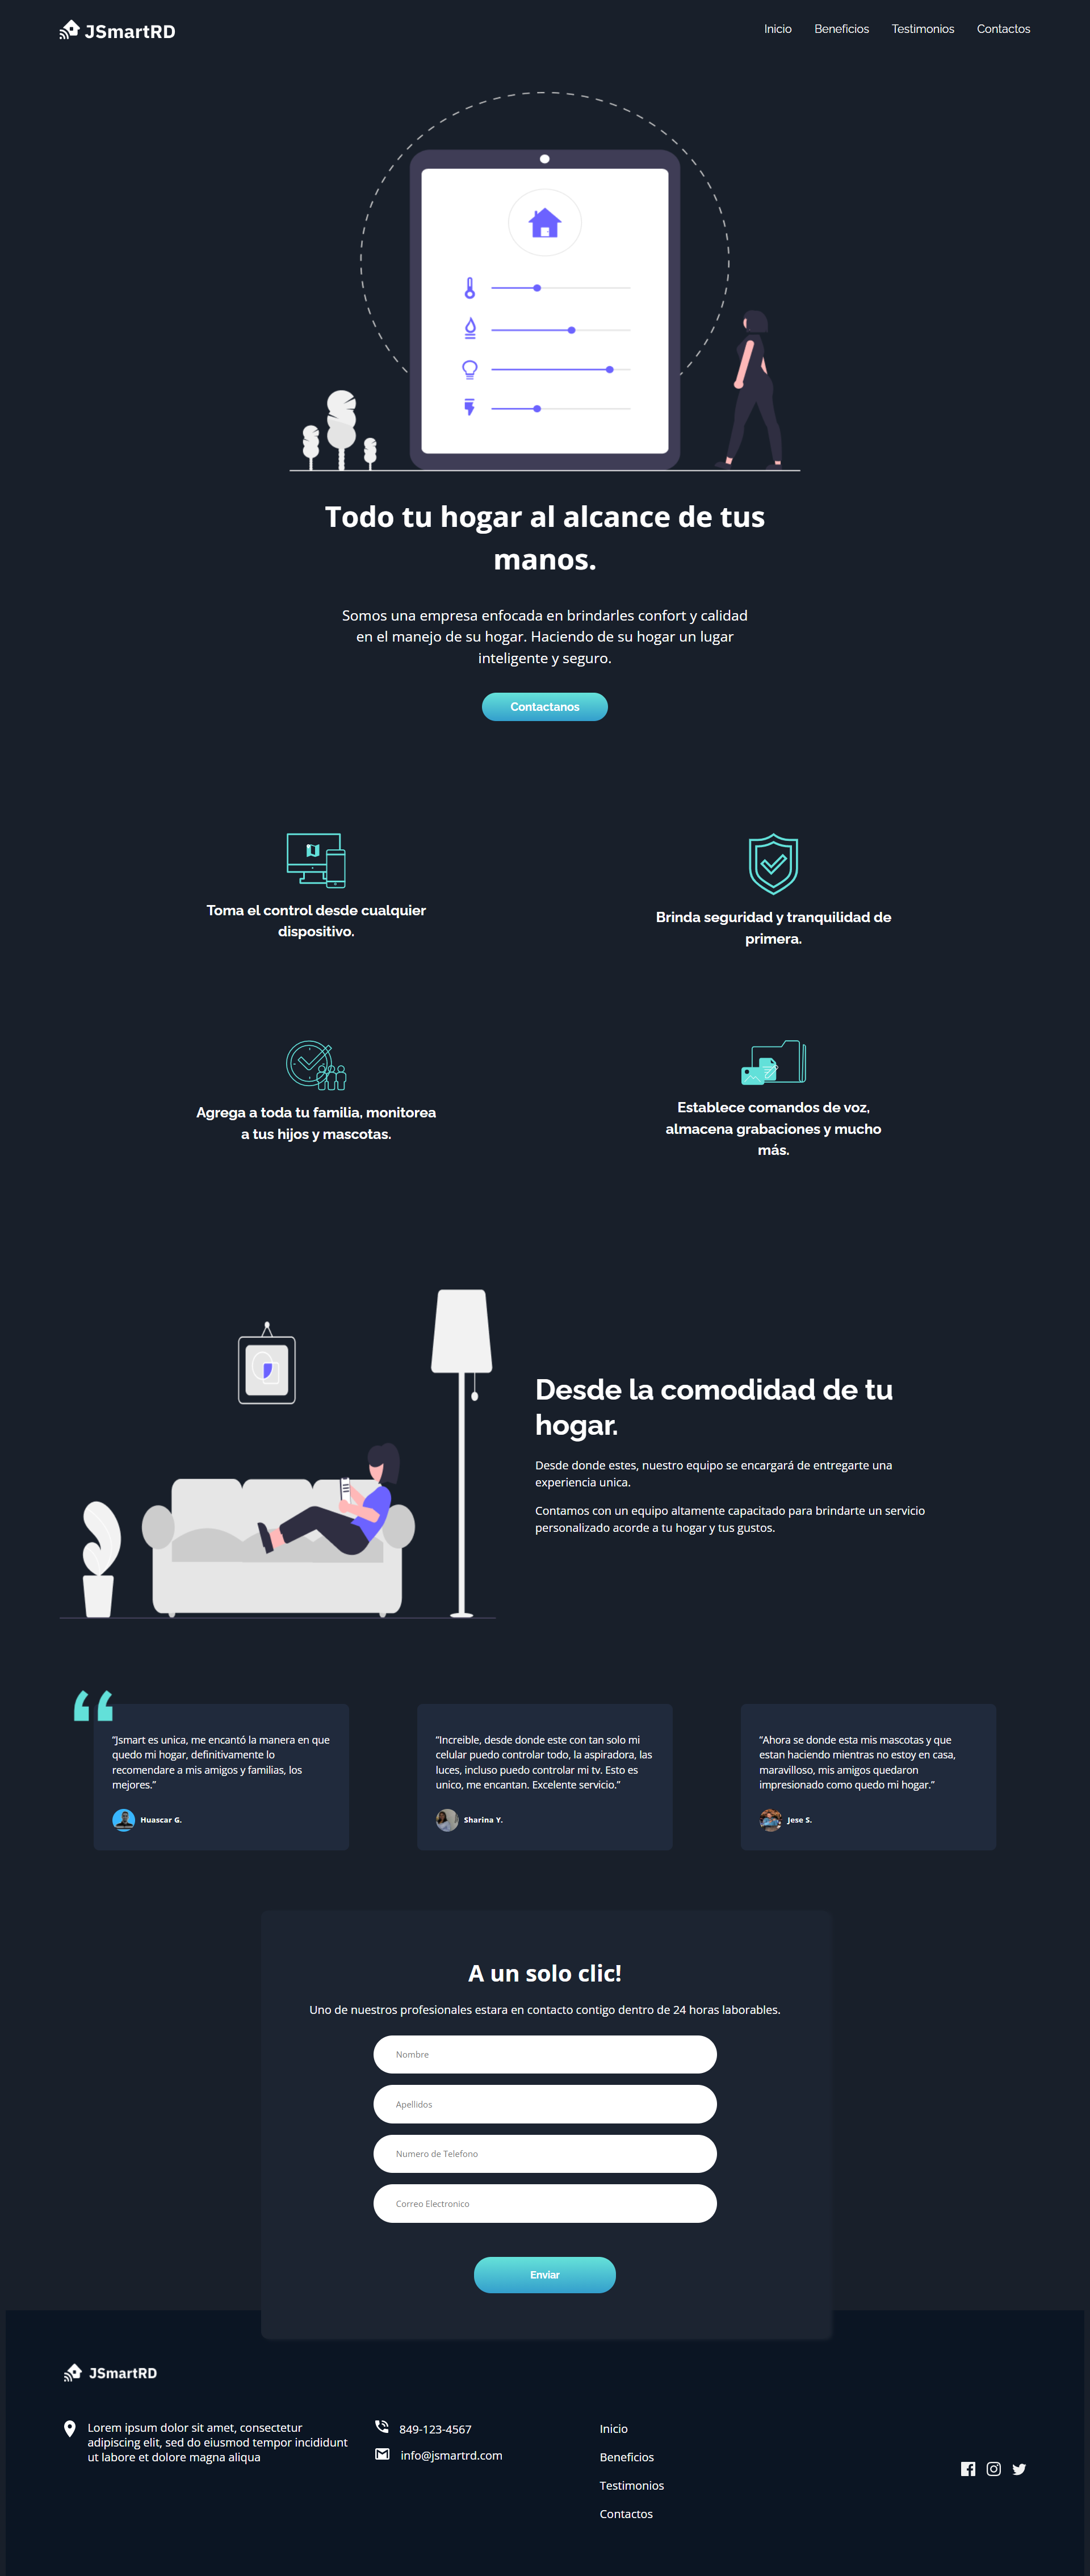 JSmartRD
Inicio
Beneficios
Testimonios
Contactos
Todo tu hogar al alcance de tus
manos.
Somos una empresa enfocada en brindarles confort y calidad
en el manejo de su hogar. Haciendo de su hogar un lugar
inteligente y seguro.
Contactanos
Toma el control desde cualquier
dispositivo.
Brinda seguridad y tranquilidad de
primera.
Agrega a toda tu familia, monitorea
a tus hijos y mascotas.
Establece comandos de voz,
almacena grabaciones y mucho
más.
Desde la comodidad de tu
hogar.
Desde donde estes, nuestro equipo se encargará de entregarte una
experiencia unica.
Contamos con un equipo altamente capacitado para brindarte un servicio
personalizado acorde a tu hogar y tus gustos.
“Jsmart es unica, me encantó la manera en que
quedo mi hogar, definitivamente lo
recomendare a mis amigos y familias, los
mejores.”
Huascar G.
“Increible, desde donde este con tan solo mi
celular puedo controlar todo, la aspiradora, las
luces, incluso puedo controlar mi tv. Esto es
unico, me encantan. Excelente servicio.”
Sharina Y.
“Ahora se donde esta mis mascotas y que
estan haciendo mientras no estoy en casa,
maravilloso, mis amigos quedaron
impresionado como quedo mi hogar.”
Jese S.
A un solo clic!
Uno de nuestros profesionales estara en contacto contigo dentro de 24 horas laborables.
Nombre
Apellidos
Numero de Telefono
Correo Electronico
Enviar
JSmartRD
Lorem ipsum dolor sit amet, consectetur
adipiscing elit, sed do eiusmod tempor incididunt
ut labore et dolore magna aliqua
849-123-4567
info@jsmartrd.com
Inicio
Beneficios
Testimonios
Contactos